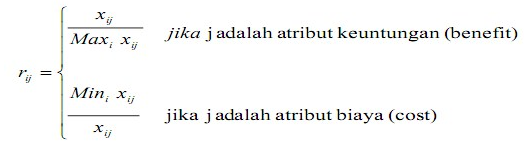 x_ij
Max_i x_ij
jika j adalah atribut keuntungan (benefit)
r_ij =
Min_i x_ij
x_ij
jika j adalah atribut biaya (cost)